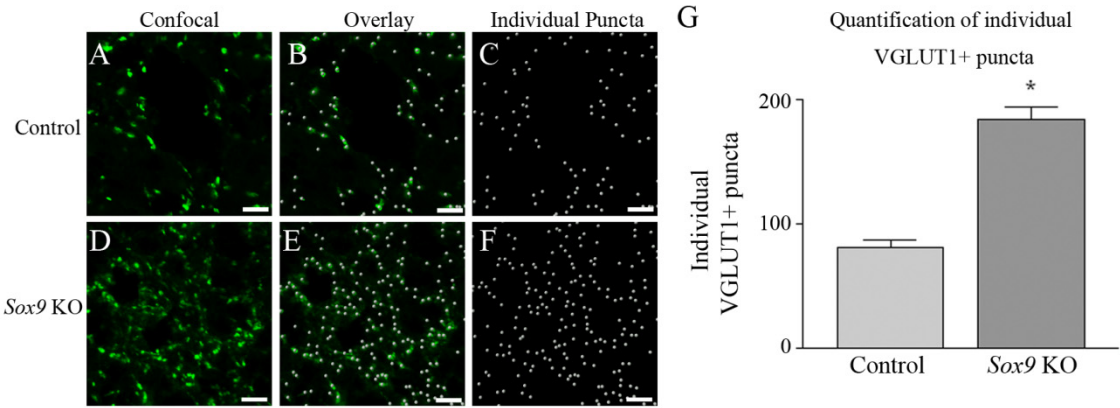 Confocal
Overlay
Individual Puncta
G
Quantification of individual
VGLUT1+ puncta
A
B
C
Control
D
E
F
Sox9 KO
Individual
VGLUT1+ puncta
200
100
0
*
Control
Sox9 KO